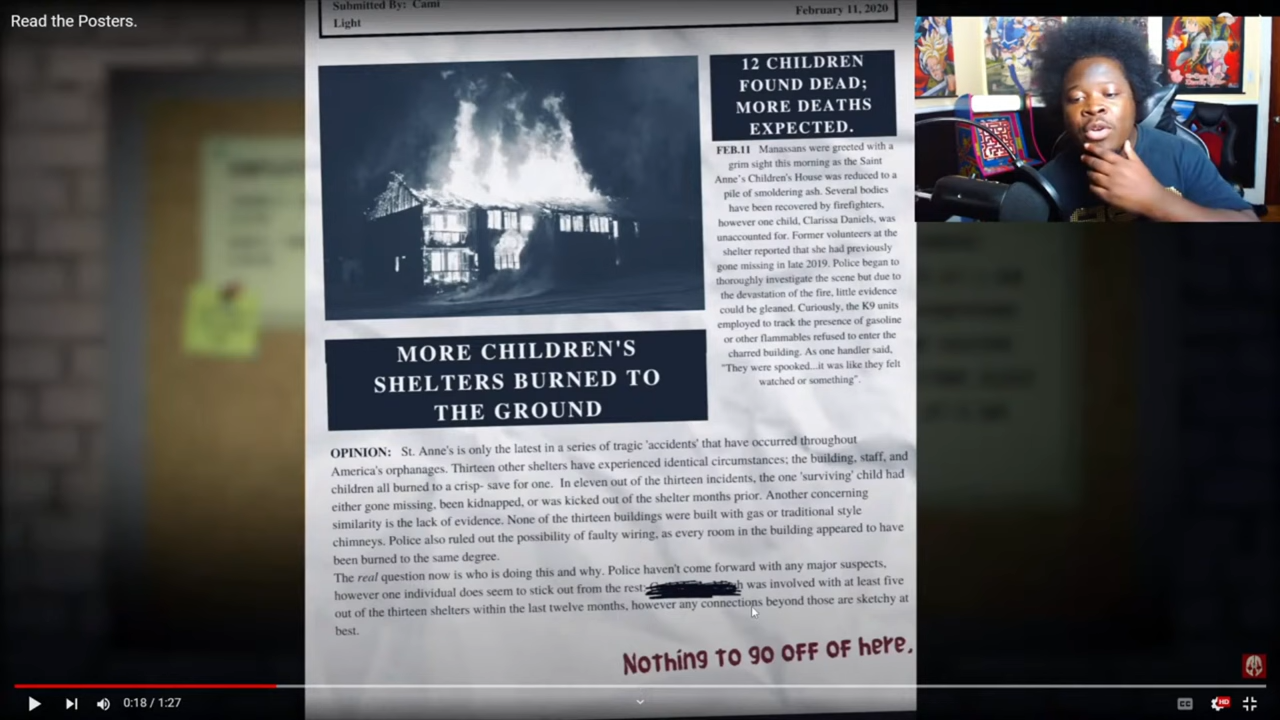 Read the Posters.
Submitted By: Cami
Light
February 11, 2020
12 CHILDREN
FOUND DEAD;
MORE DEATHS
EXPECTED.
FEB.11 Manassans were greeted with a
grim sight this morning as the Saint
Anne's Children's House was reduced to a
pile of smoldering ash. Several bodies
have been recovered by firefighters,
however one child, Clarissa Daniels, was
unaccounted for. Former volunteers at the
shelter reported that she had previously
gone missing in late 2019. Police began to
thoroughly investigate the scene but due to
the devastation of the fire, little evidence
could be gleaned. Curiously, the K9 units
employed to track the presence of gasoline
or other flammables refused to enter the
charred building. As one handler said,
"They were spooked...it was like they felt
watched or something".
MORE CHILDREN'S
SHELTERS BURNED TO
THE GROUND
OPINION: St. Anne's is only the latest in a series of tragic 'accidents' that have occurred throughout
America's orphanages. Thirteen other shelters have experienced identical circumstances; the building, staff, and
children all burned to a crisp- save for one. In eleven out of the thirteen incidents, the one 'surviving' child had
either gone missing, been kidnapped, or was kicked out of the shelter months prior. Another concerning
similarity is the lack of evidence. None of the thirteen buildings were built with gas or traditional style
chimneys. Police also ruled out the possibility of faulty wiring, as every room in the building appeared to have
been burned to the same degree.
The real question now is who is doing this and why. Police haven't come forward with any major suspects,
however one individual does seem to stick out from the rest: was involved with at least five
out of the thirteen shelters within the last twelve months, however any connections beyond those are sketchy at
best.
Nothing to go off of here.
0:18 / 1:27
CC
HD